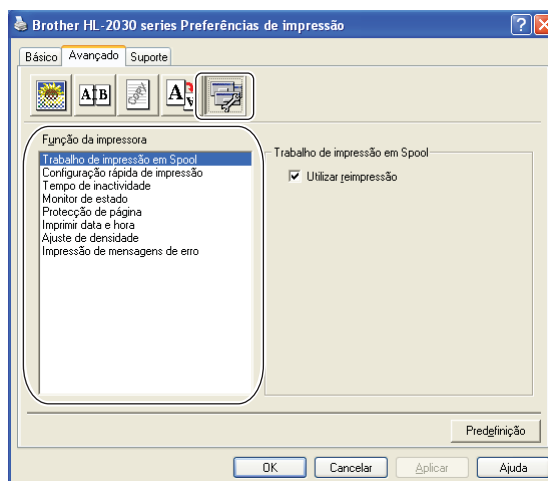 Brother HL-2030 series Preferências de impressão
Básico Avançado Suporte
A B A
Função da impressora
Trabalho de impressão em Spool
Configuração rápida de impressão
Tempo de inactividade
Monitor de estado
Protecção de página
Imprimir data e hora
Ajuste de densidade
Impressão de mensagens de erro
Trabalho de impressão em Spool
Utilizar reimpressão
Predefinição
OK Cancelar Aplicar Ajuda